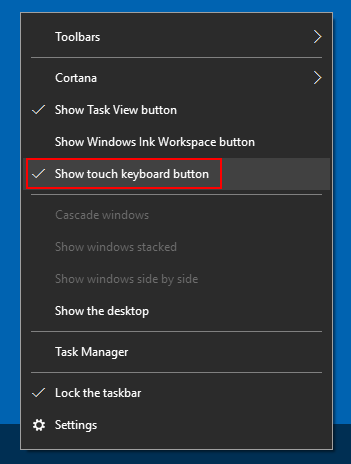 Toolbars
Cortana
Show Task View button
Show Windows Ink Workspace button
Show touch keyboard button
Cascade windows
Show windows stacked
Show windows side by side
Show the desktop
Task Manager
Lock the taskbar
Settings